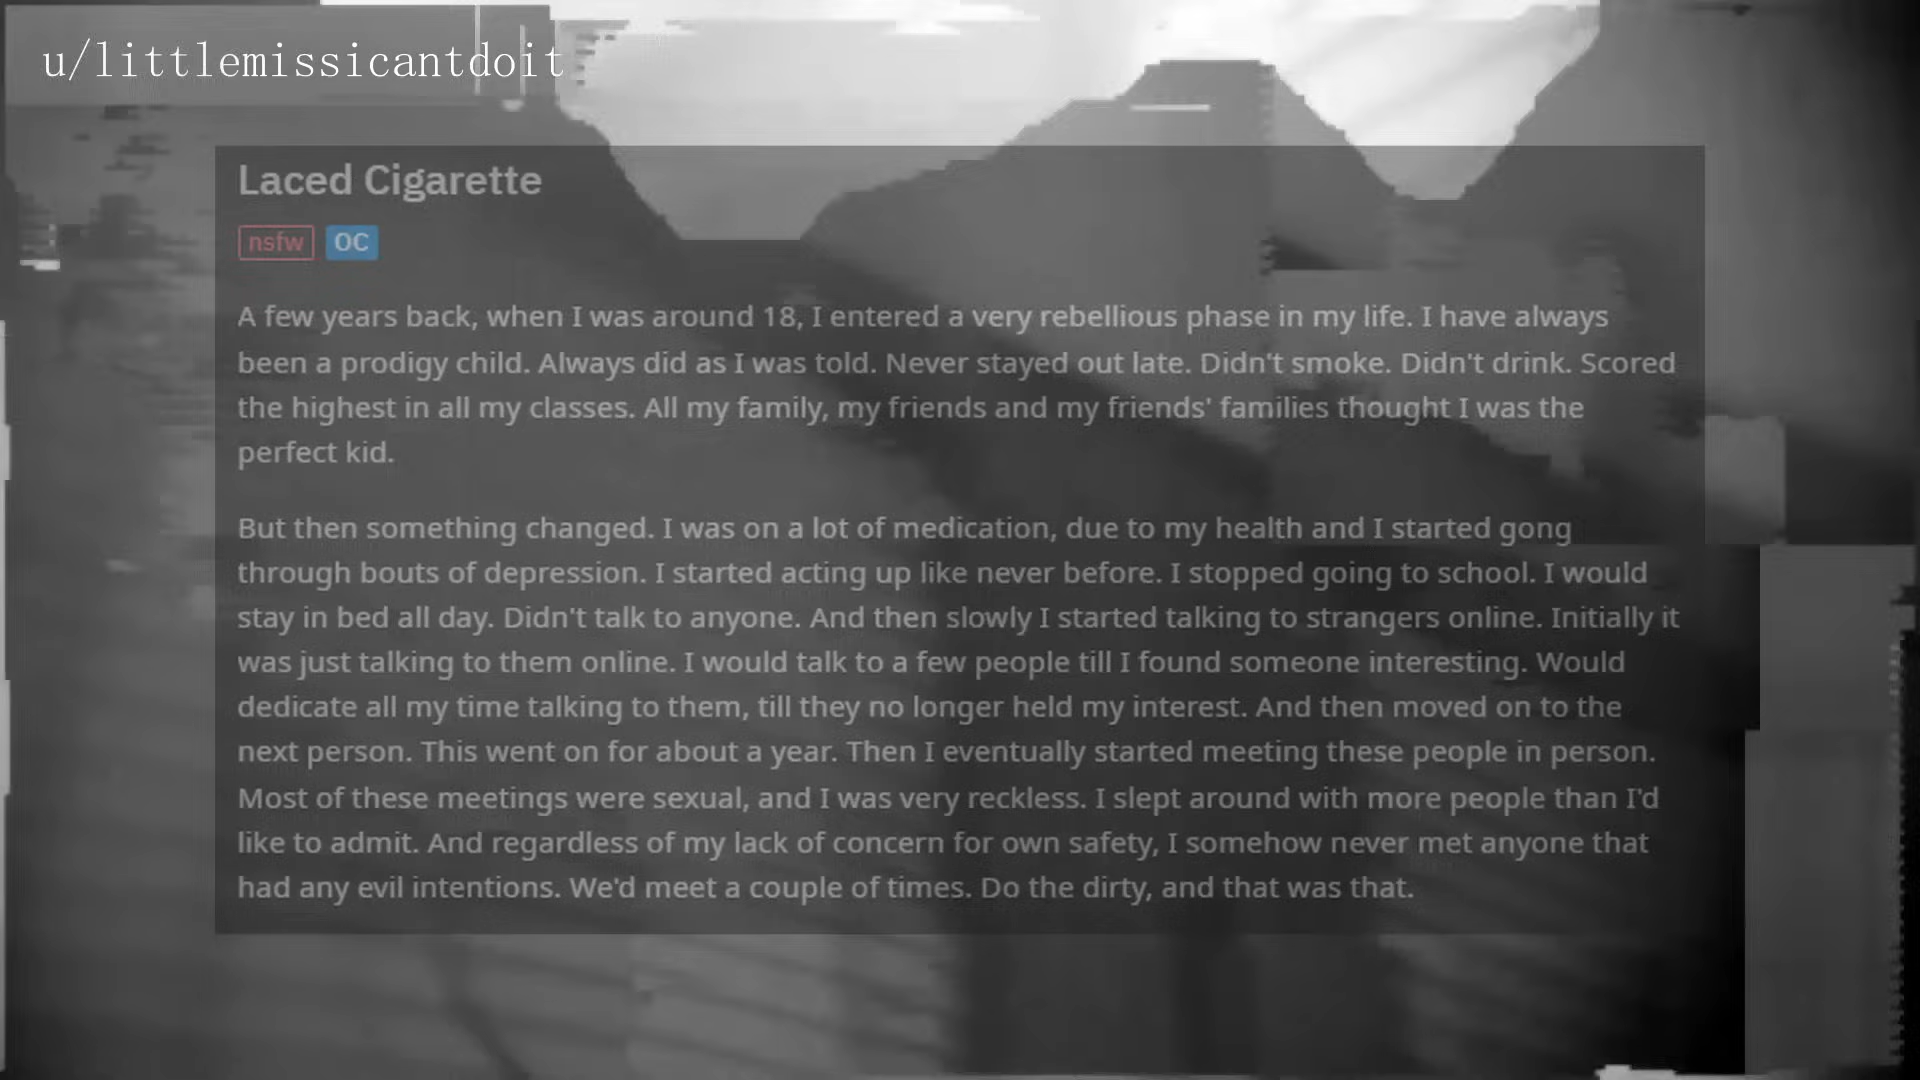 u/littlemissicantdoit
Laced Cigarette
nsfw OC
A few years back, when I was around 18, I entered a very rebellious phase in my life. I have always
been a prodigy child. Always did as I was told. Never stayed out late. Didn't smoke. Didn't drink. Scored
the highest in all my classes. All my family, my friends and my friends' families thought I was the
perfect kid.
But then something changed. I was on a lot of medication, due to my health and I started gong
through bouts of depression. I started acting up like never before. I stopped going to school. I would
stay in bed all day. Didn't talk to anyone. And then slowly I started talking to strangers online. Initially it
was just talking to them online. I would talk to a few people till I found someone interesting. Would
dedicate all my time talking to them, till they no longer held my interest. And then moved on to the
next person. This went on for about a year. Then I eventually started meeting these people in person.
Most of these meetings were sexual, and I was very reckless. I slept around with more people than I'd
like to admit. And regardless of my lack of concern for own safety, I somehow never met anyone that
had any evil intentions. We'd meet a couple of times. Do the dirty, and that was that.